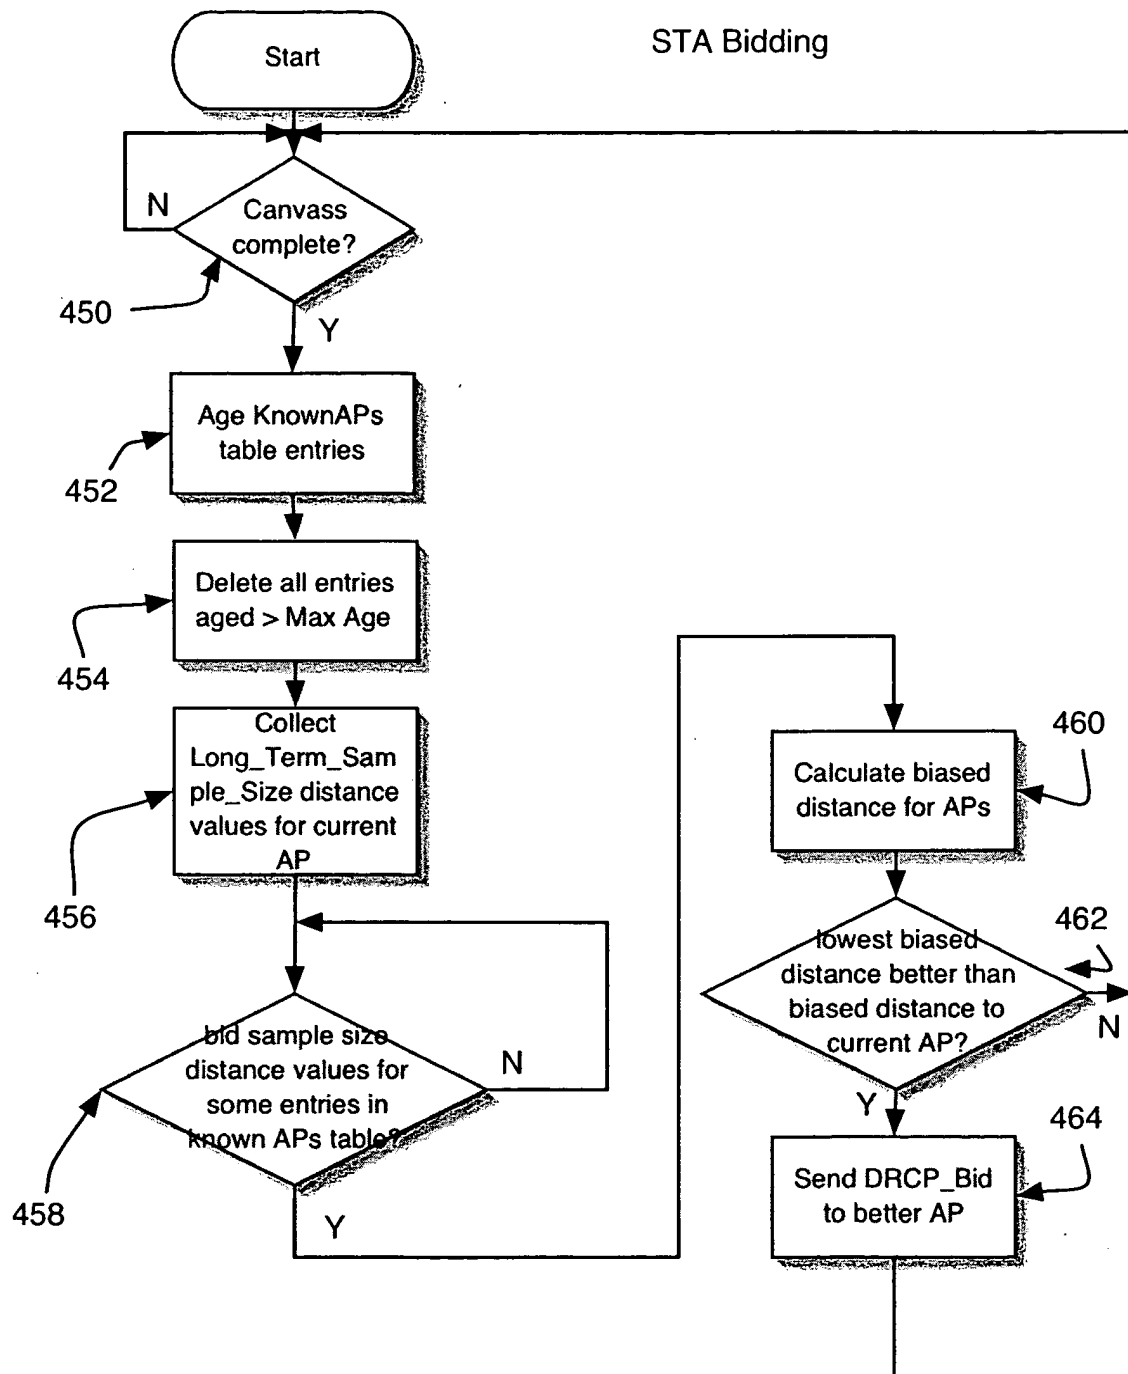 STA Bidding
Start
N
Canvass
complete?
450
Y
Age KnownAPs
table entries
452
Delete all entries
aged > Max Age
454
Collect
Long_Term_Sam
ple_Size distance
values for current
AP
456
bid sample size
distance values for
some entries in
known APs table?
N
458
Y
460
Calculate biased
distance for APs
462
lowest biased
distance better than
biased distance to
current AP?
N
Y
464
Send DRCP_Bid
to better AP